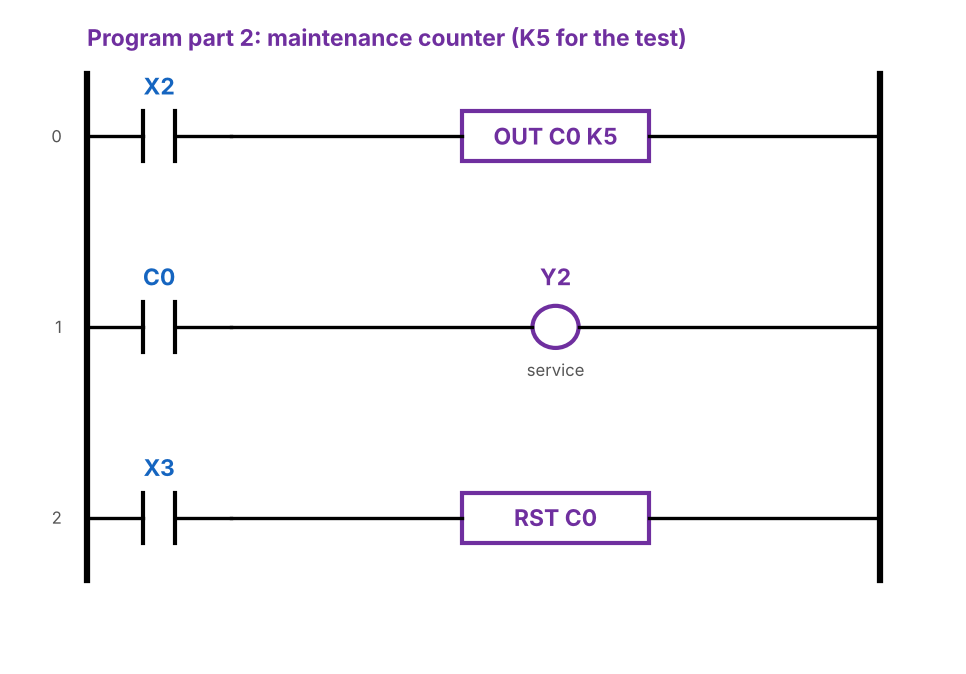 Program part 2: maintenance counter (K5 for the test)
X2
0
OUT C0 K5
C0
Y2
1
service
X3
2
RST C0